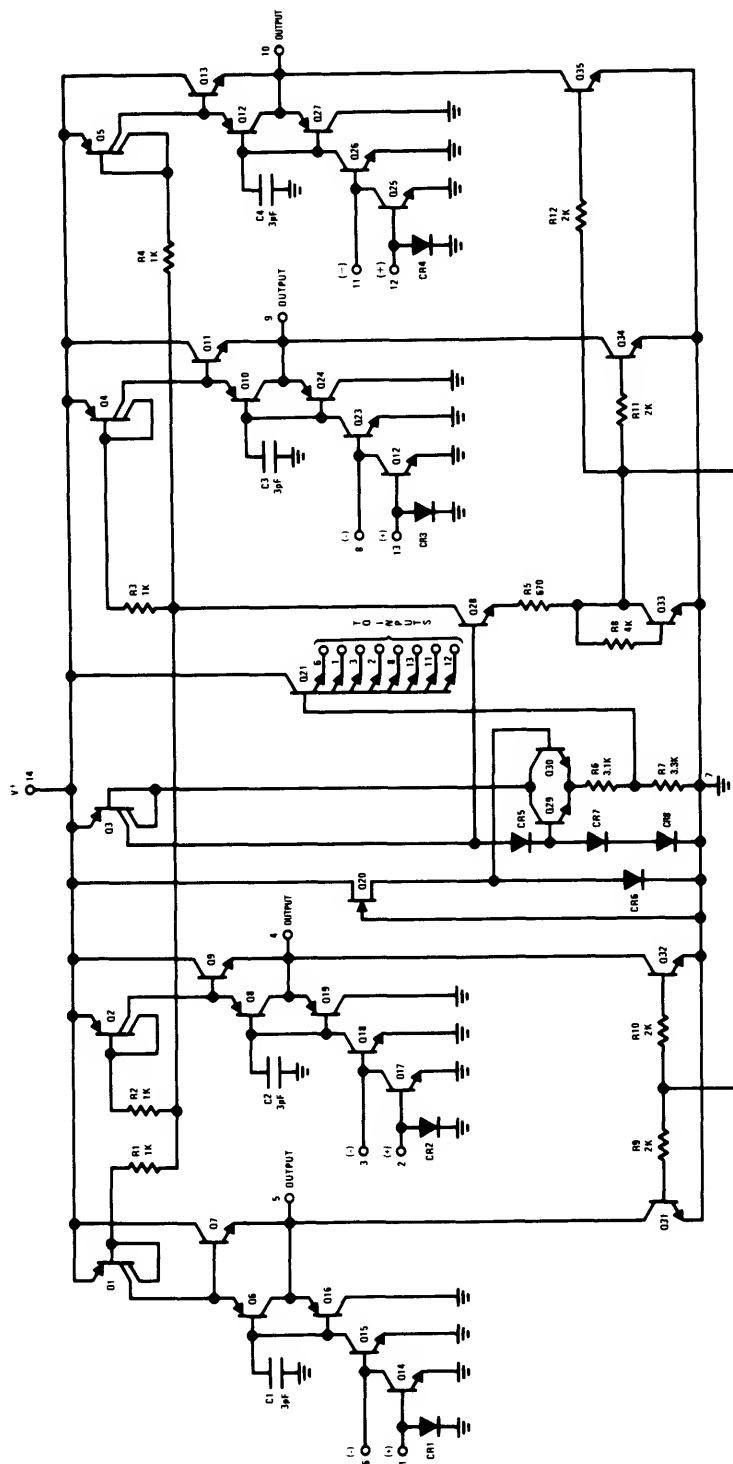 OUTPUT
10
Q5
Q13
Q12
Q27
Q26
Q25
C4
3pF
R4
1K
(-)
11
(+)
12
CR4
Q35
R12
2K
OUTPUT
9
Q4
Q11
Q10
Q24
Q23
Q12
C3
3pF
(-)
8
(+)
13
CR3
Q34
R11
2K
R3
1K
Q28
R5
670
R8
4K
Q33
TO INPUTS
Q21
6
1
3
2
8
13
11
12
V+
14
Q3
Q30
Q29
R6
3.1K
R7
3.3K
7
CR5
CR7
CR8
Q20
CR6
OUTPUT
4
Q2
Q9
Q8
Q19
Q18
Q17
C2
3pF
R2
1K
(-)
3
(+)
2
CR2
Q32
R10
2K
R9
2K
R1
1K
OUTPUT
5
Q1
Q7
Q6
Q16
Q15
Q14
C1
3pF
(-)
6
(+)
1
CR1
Q31